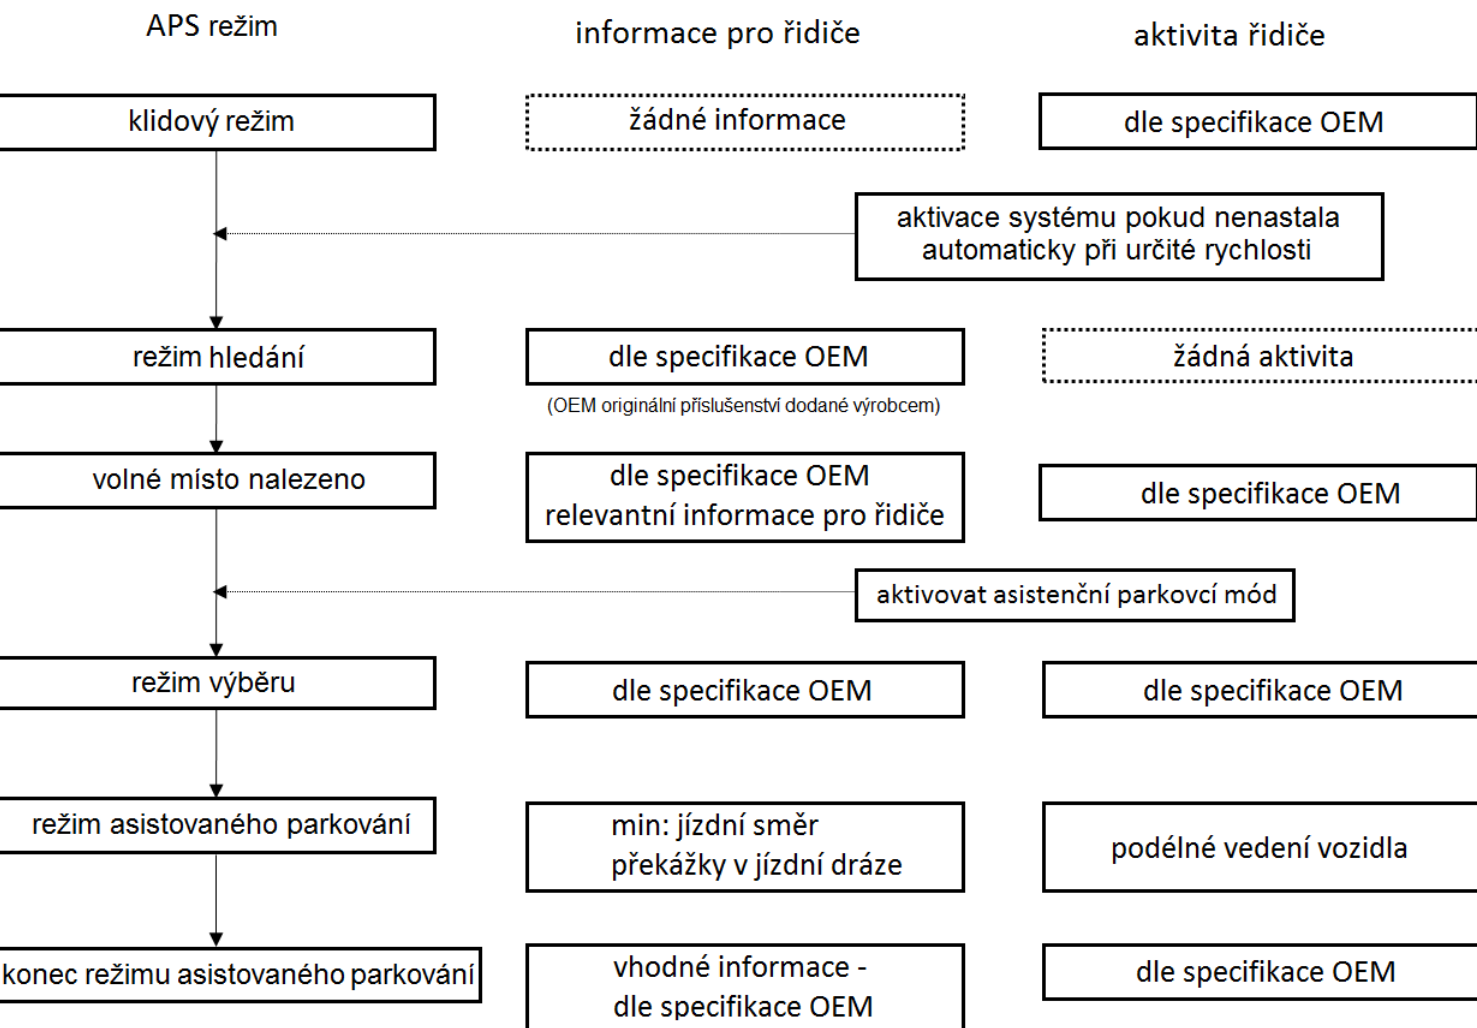 APS režim
informace pro řidiče
aktivita řidiče
klidový režim
žádné informace
dle specifikace OEM
aktivace systému pokud nenastala
automaticky při určité rychlosti
režim hledání
dle specifikace OEM
žádná aktivita
(OEM originální příslušenství dodané výrobcem)
volné místo nalezeno
dle specifikace OEM
relevantní informace pro řidiče
dle specifikace OEM
aktivovat asistenční parkovcí mód
režim výběru
dle specifikace OEM
dle specifikace OEM
režim asistovaného parkování
min: jízdní směr
překážky v jízdní dráze
podélné vedení vozidla
konec režimu asistovaného parkování
vhodné informace -
dle specifikace OEM
dle specifikace OEM